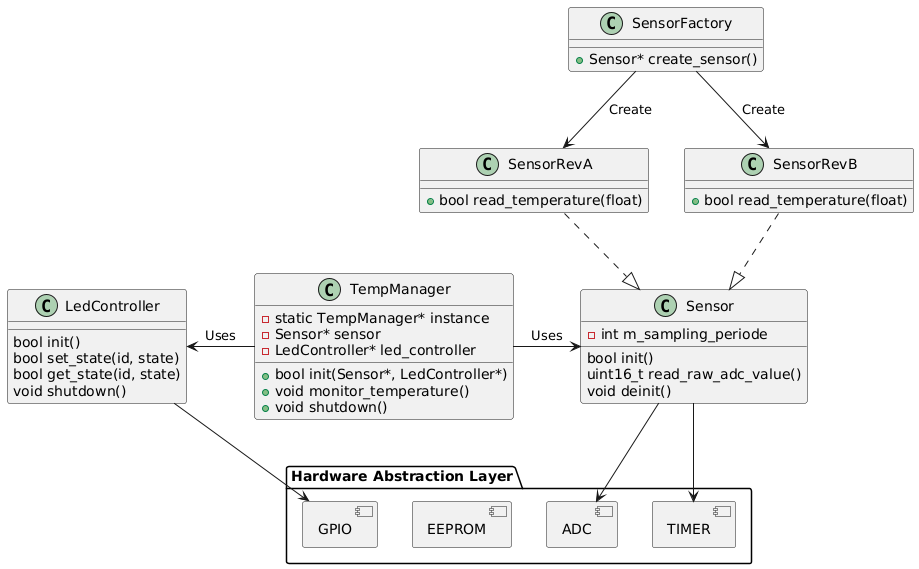 C SensorFactory
Sensor* create_sensor()
Create
Create
C SensorRevA
bool read_temperature(float)
C SensorRevB
bool read_temperature(float)
C LedController
bool init()
bool set_state(id, state)
bool get_state(id, state)
void shutdown()
Uses
C TempManager
static TempManager* instance
Sensor* sensor
LedController* led_controller
bool init(Sensor*, LedController*)
void monitor_temperature()
void shutdown()
Uses
C Sensor
int m_sampling_periode
bool init()
uint16_t read_raw_adc_value()
void deinit()
Hardware Abstraction Layer
GPIO
EEPROM
ADC
TIMER